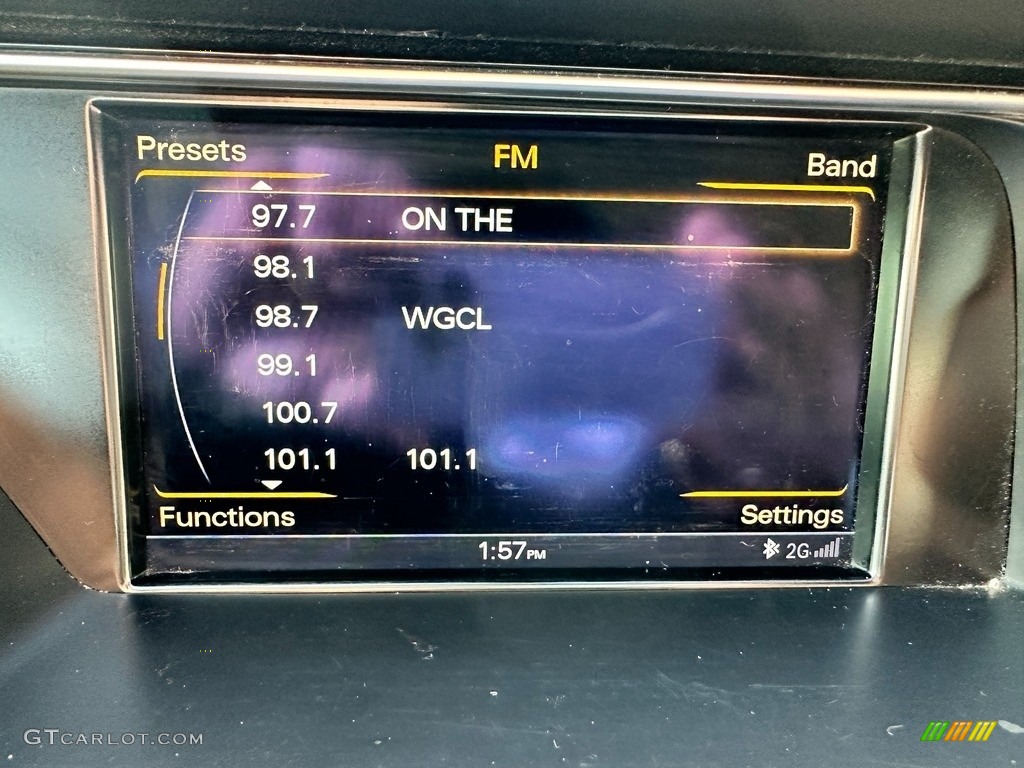 Presets FM Band
97.7 ON THE
98.1
98.7 WGCL
99.1
100.7
101.1 101.1
Functions Settings
1:57PM 2G
GTCARLOT.COM